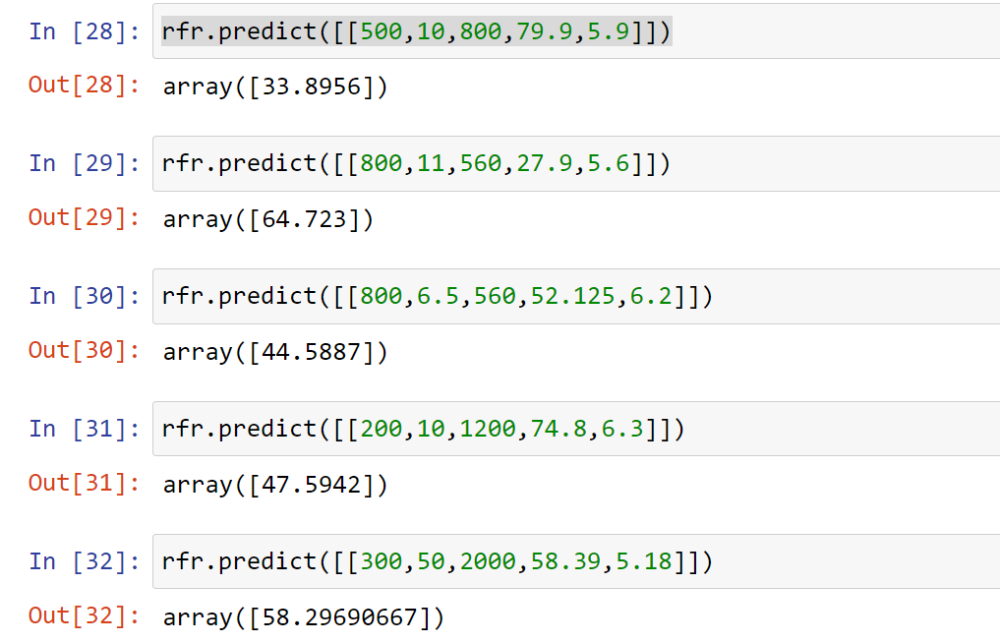 In [28]: rfr.predict([[500,10,800,79.9,5.9]])
Out[28]: array([33.8956])
In [29]: rfr.predict([[800,11,560,27.9,5.6]])
Out[29]: array([64.723])
In [30]: rfr.predict([[800,6.5,560,52.125,6.2]])
Out[30]: array([44.5887])
In [31]: rfr.predict([[200,10,1200,74.8,6.3]])
Out[31]: array([47.5942])
In [32]: rfr.predict([[300,50,2000,58.39,5.18]])
Out[32]: array([58.29690667])